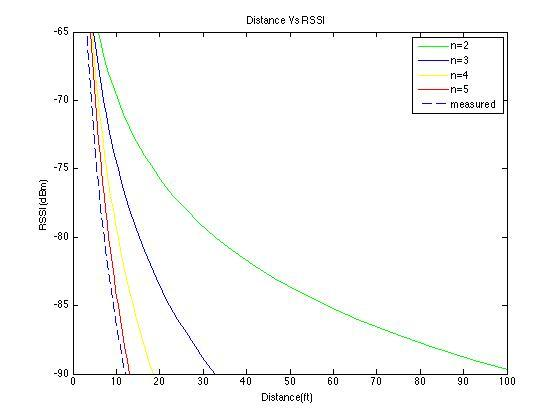 Distance Vs RSSI
-65
-70
-75
-80
-85
-90
RSSI(dBm)
n=2
n=3
n=4
n=5
measured
0 10 20 30 40 50 60 70 80 90 100
Distance(ft)